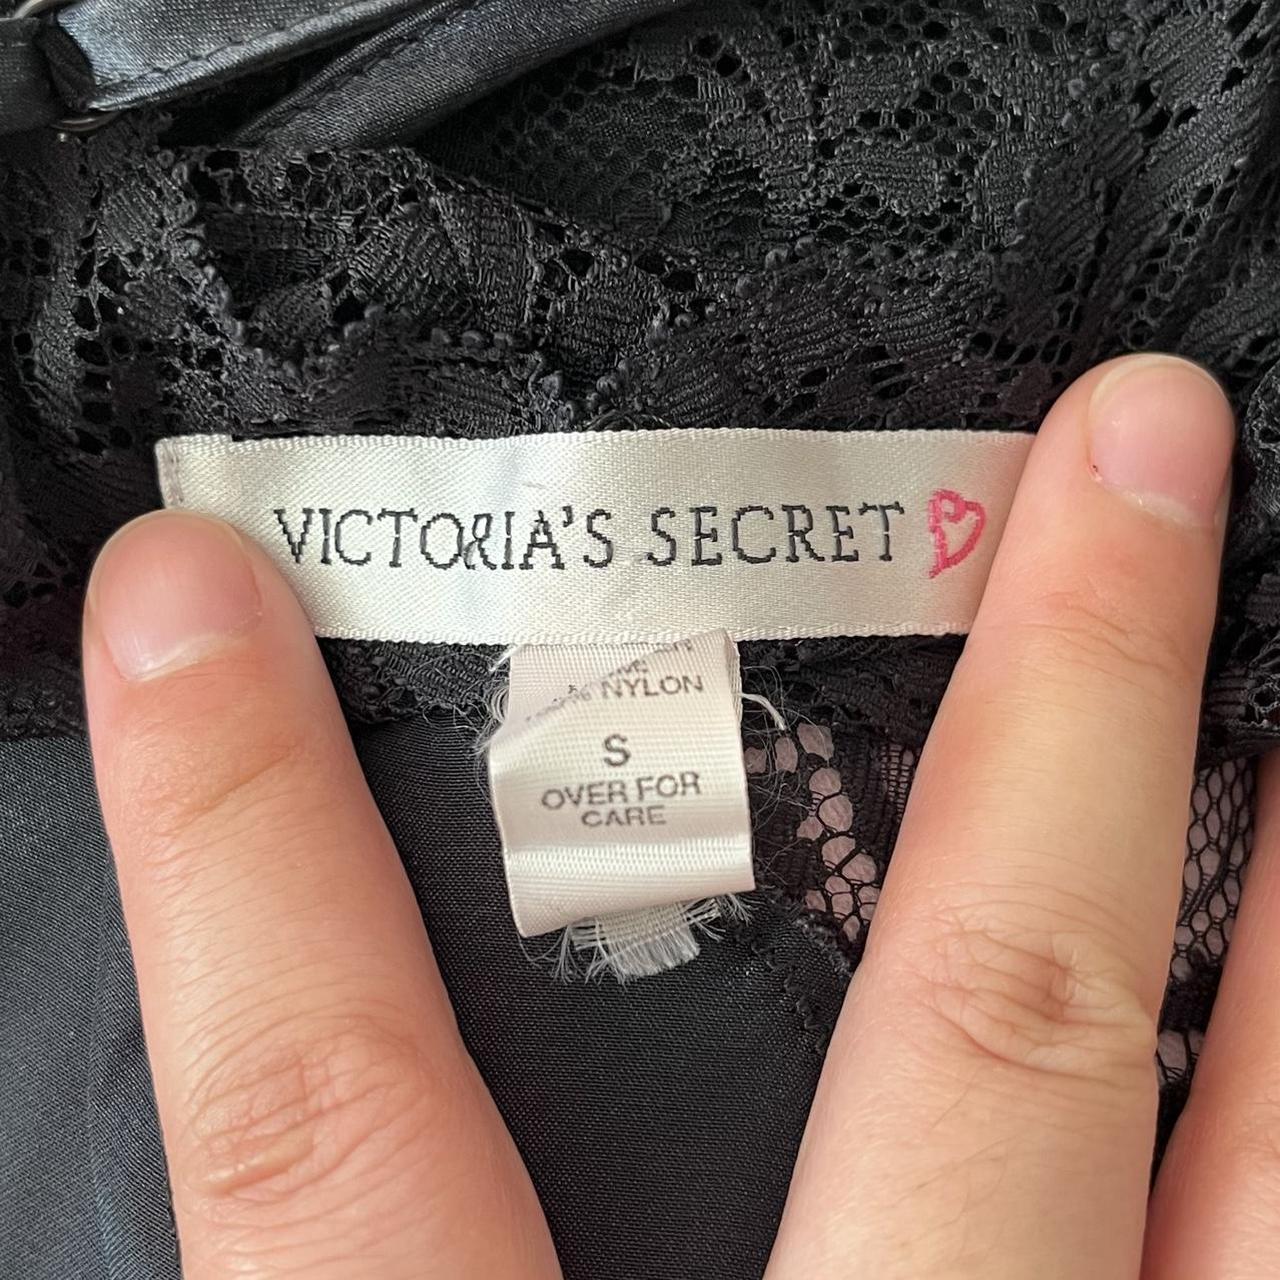 VICTORIA'S SECRET
NYLON
S
OVER FOR
CARE